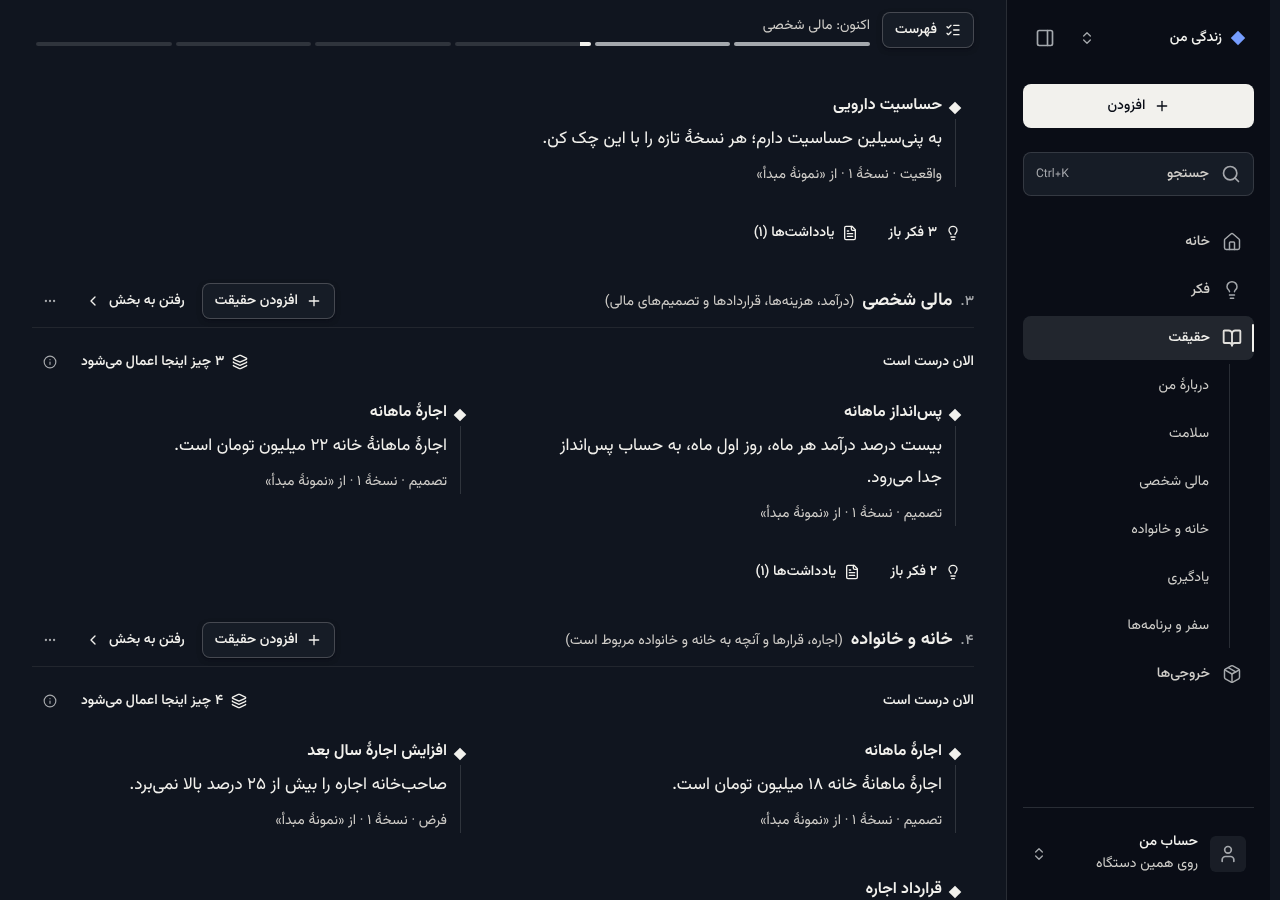 زندگی من
افزودن
جستجو
Ctrl+K
خانه
فکر
حقیقت
دربارهٔ من
سلامت
مالی شخصی
خانه و خانواده
یادگیری
سفر و برنامه‌ها
خروجی‌ها
حساب من
روی همین دستگاه
فهرست
اکنون: مالی شخصی
حساسیت دارویی
به پنی‌سیلین حساسیت دارم؛ هر نسخهٔ تازه را با این چک کن.
واقعیت · نسخهٔ ۱ · از «نمونهٔ مبدأ»
۳ فکر باز
یادداشت‌ها (۱)
۳. مالی شخصی (درآمد، هزینه‌ها، قراردادها و تصمیم‌های مالی)
افزودن حقیقت
رفتن به بخش
الان درست است
۳ چیز اینجا اعمال می‌شود
پس‌انداز ماهانه
بیست درصد درآمد هر ماه، روز اول ماه، به حساب پس‌انداز
جدا می‌رود.
تصمیم · نسخهٔ ۱ · از «نمونهٔ مبدأ»
اجارهٔ ماهانه
اجارهٔ ماهانهٔ خانه ۲۲ میلیون تومان است.
تصمیم · نسخهٔ ۱ · از «نمونهٔ مبدأ»
۲ فکر باز
یادداشت‌ها (۱)
۴. خانه و خانواده (اجاره، قرارها و آنچه به خانه و خانواده مربوط است)
افزودن حقیقت
رفتن به بخش
الان درست است
۴ چیز اینجا اعمال می‌شود
اجارهٔ ماهانه
اجارهٔ ماهانهٔ خانه ۱۸ میلیون تومان است.
تصمیم · نسخهٔ ۱ · از «نمونهٔ مبدأ»
افزایش اجارهٔ سال بعد
صاحب‌خانه اجاره را بیش از ۲۵ درصد بالا نمی‌برد.
فرض · نسخهٔ ۱ · از «نمونهٔ مبدأ»
قرارداد اجاره